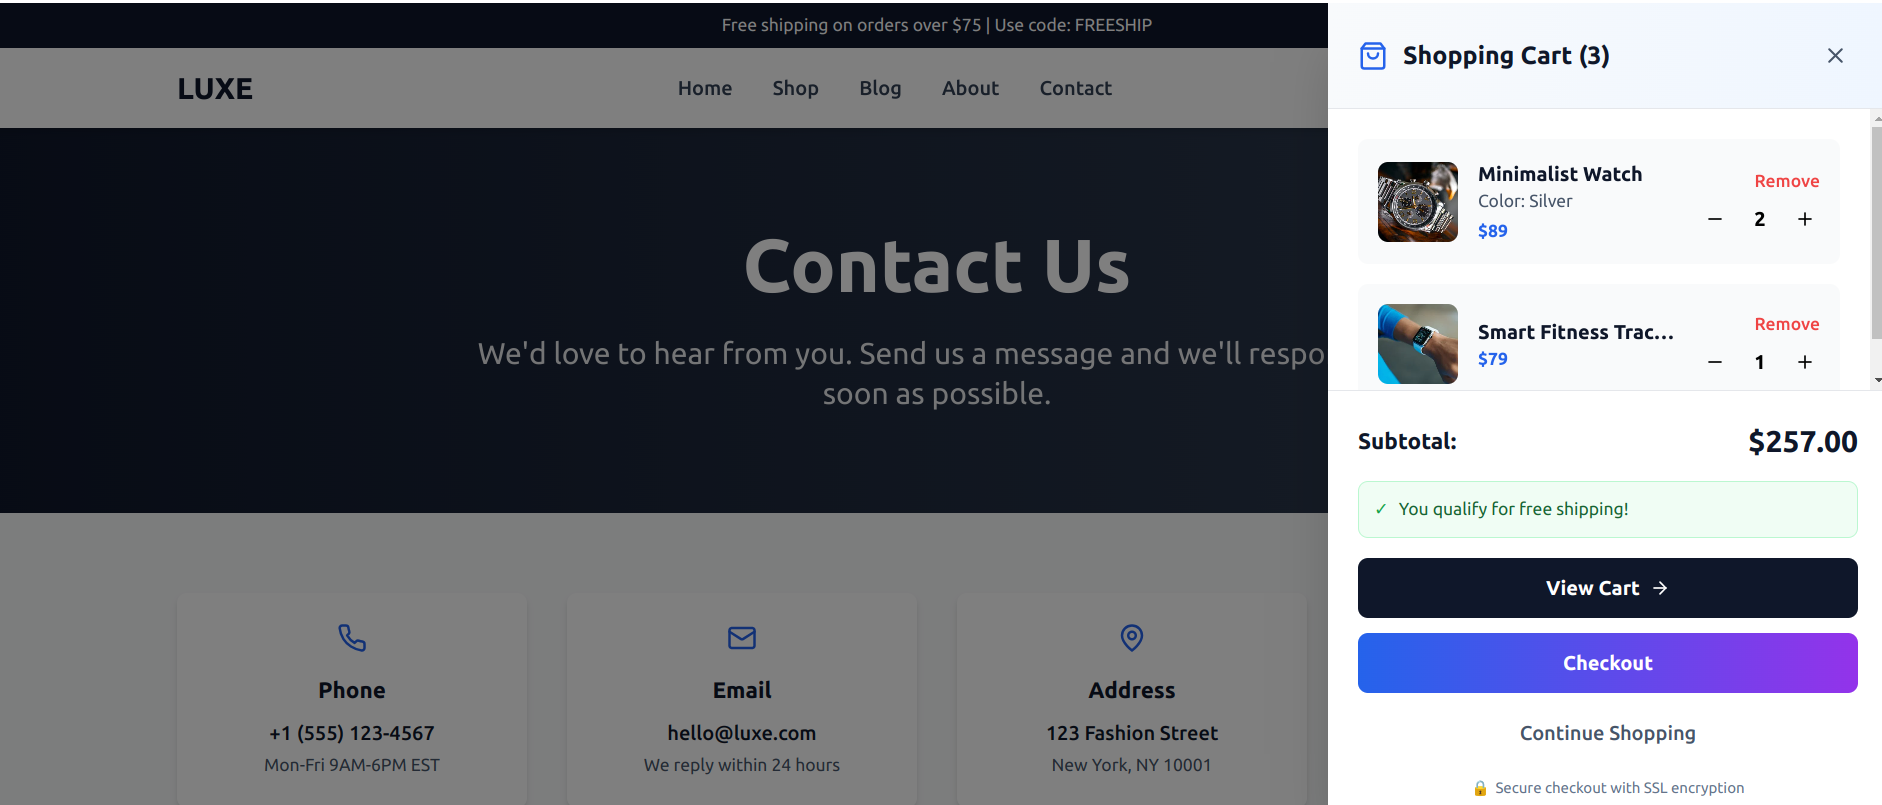 Free shipping on orders over $75 | Use code: FREESHIP
LUXE
Home Shop Blog About Contact
Contact Us
We'd love to hear from you. Send us a message and we'll respo
soon as possible.
Phone
+1 (555) 123-4567
Mon-Fri 9AM-6PM EST
Email
hello@luxe.com
We reply within 24 hours
Address
123 Fashion Street
New York, NY 10001
Shopping Cart (3)
Minimalist Watch
Color: Silver
$89
Remove
2
Smart Fitness Trac...
$79
Remove
1
Subtotal: $257.00
✓ You qualify for free shipping!
View Cart →
Checkout
Continue Shopping
🔒 Secure checkout with SSL encryption